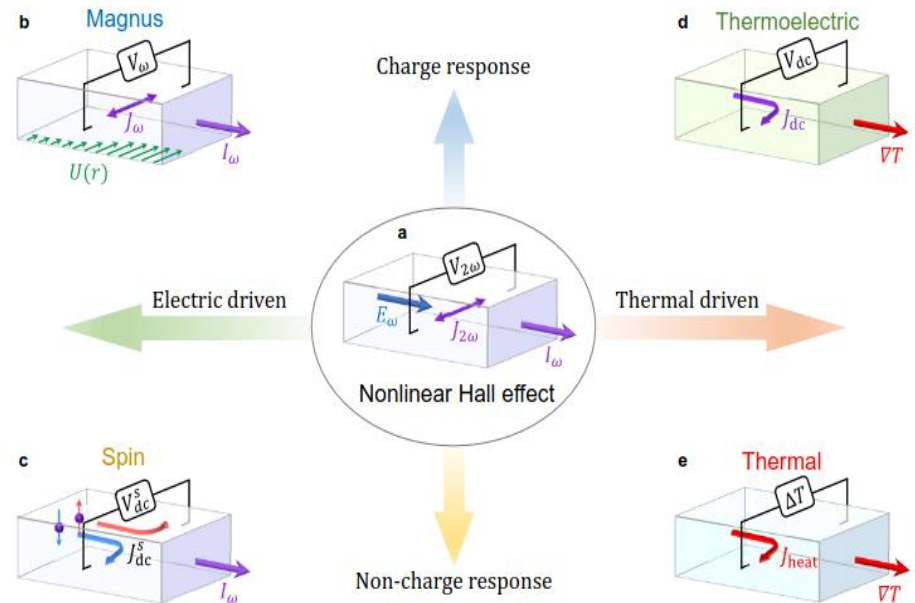 b Magnus
V_ω
J_ω
I_ω
U(r)
Charge response
d Thermoelectric
V_dc
J_dc
∇T
a
V_2ω
E_ω
J_2ω
I_ω
Nonlinear Hall effect
Electric driven
Thermal driven
c Spin
V^s_dc
J^s_dc
I_ω
Non-charge response
e Thermal
ΔT
J_heat
∇T